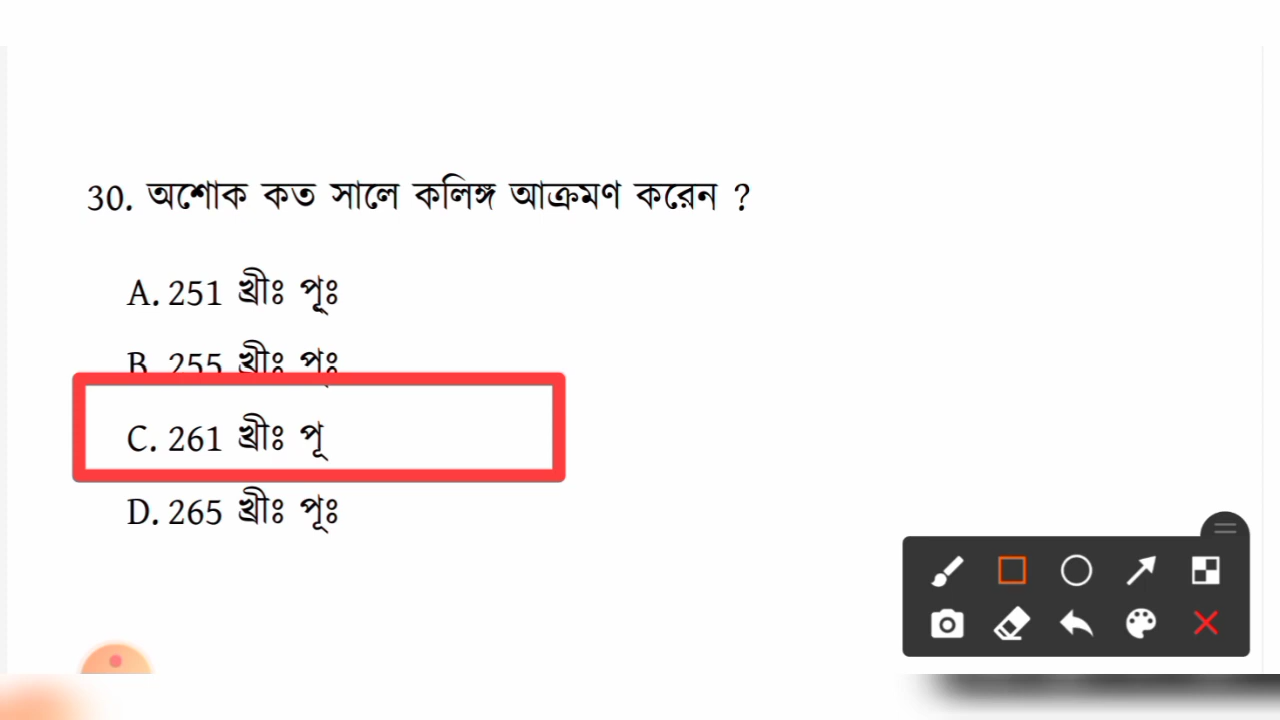 30. অশোক কত সালে কলিঙ্গ আক্রমণ করেন ?
A. 251 খ্রীঃ পূঃ
B. 255 খ্রীঃ পূঃ
C. 261 খ্রীঃ পূ
D. 265 খ্রীঃ পূঃ